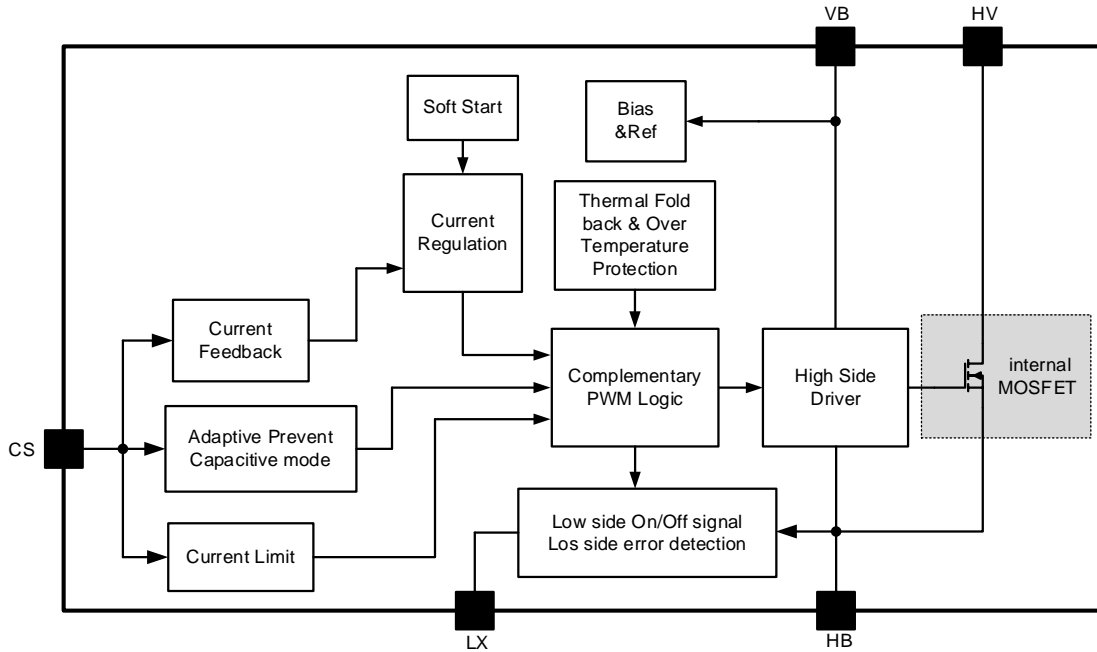 VB
HV
Soft Start
Bias
&Ref
Current
Regulation
Thermal Fold
back & Over
Temperature
Protection
Current
Feedback
Complementary
PWM Logic
High Side
Driver
internal
MOSFET
CS
Adaptive Prevent
Capacitive mode
Low side On/Off signal
Los side error detection
Current Limit
LX
HB